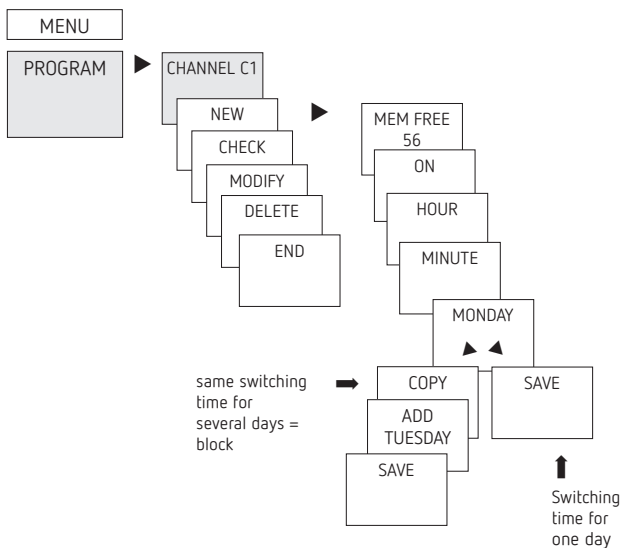 MENU
PROGRAM
CHANNEL C1
NEW
CHECK
MODIFY
DELETE
END
MEM FREE
56
ON
HOUR
MINUTE
MONDAY
same switching
time for
several days =
block
COPY
ADD
TUESDAY
SAVE
SAVE
Switching
time for
one day